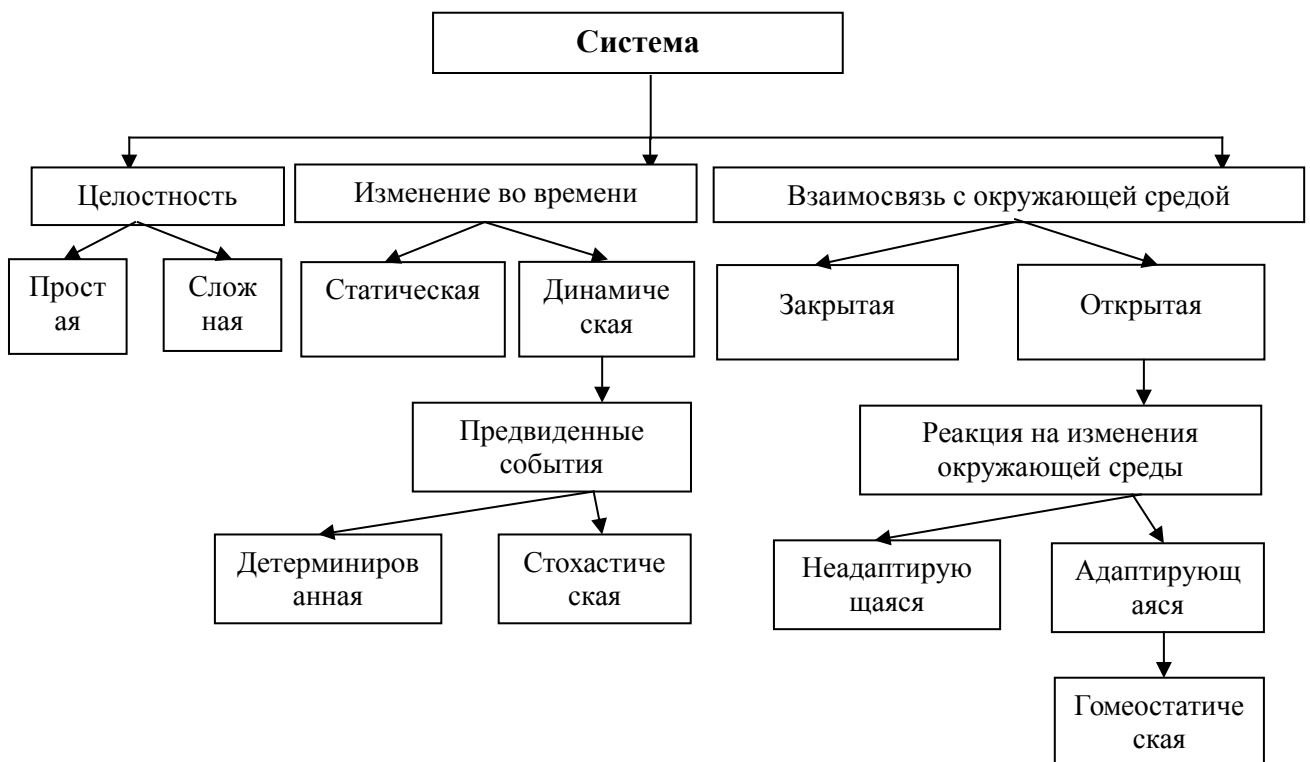 Система
Целостность
Изменение во времени
Взаимосвязь с окружающей средой
Прост
ая
Слож
ная
Статическая
Динамиче
ская
Закрытая
Открытая
Предвиденные
события
Реакция на изменения
окружающей среды
Детерминиров
анная
Стохастиче
ская
Неадаптирую
щаяся
Адаптирующ
аяся
Гомеостатиче
ская